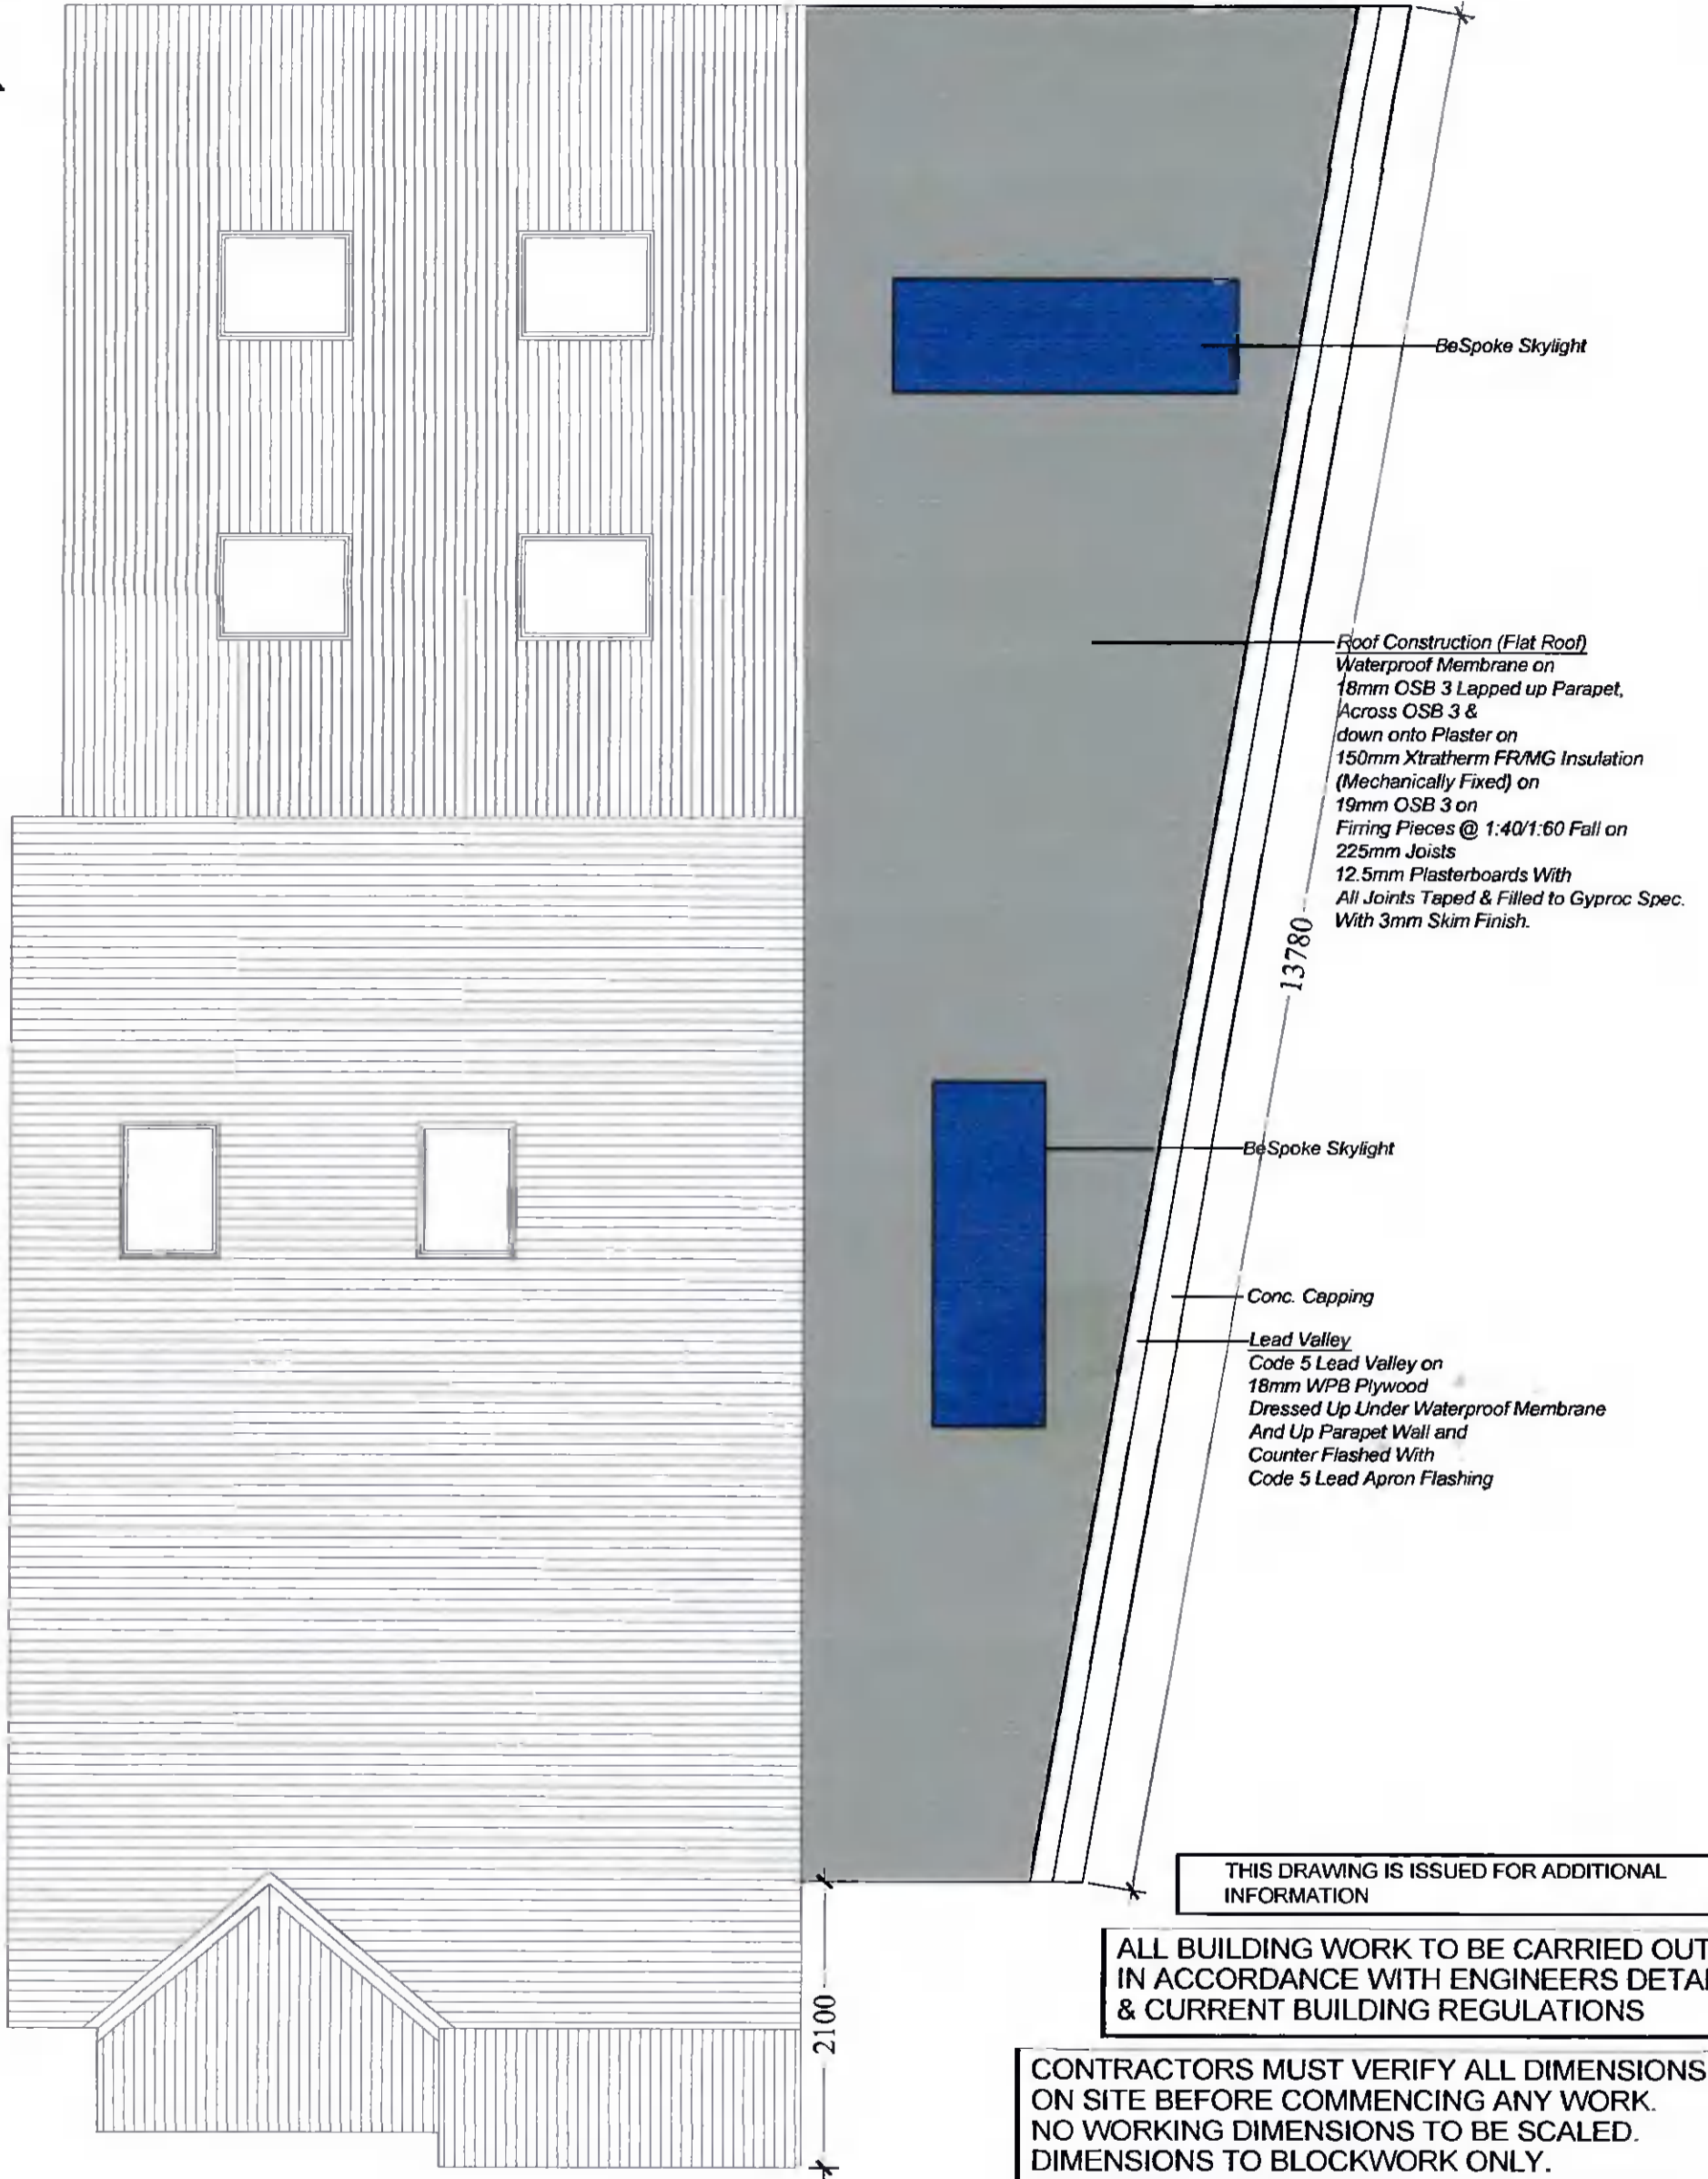 BeSpoke Skylight
Roof Construction (Flat Roof)
Waterproof Membrane on
18mm OSB 3 Lapped up Parapet,
Across OSB 3 &
down onto Plaster on
150mm Xtratherm FR/MG Insulation
(Mechanically Fixed) on
19mm OSB 3 on
Firring Pieces @ 1:40/1:60 Fall on
225mm Joists
12.5mm Plasterboards With
All Joints Taped & Filled to Gyproc Spec.
With 3mm Skim Finish.
13780
BeSpoke Skylight
Conc. Capping
Lead Valley
Code 5 Lead Valley on
18mm WPB Plywood
Dressed Up Under Waterproof Membrane
And Up Parapet Wall and
Counter Flashed With
Code 5 Lead Apron Flashing
2100
THIS DRAWING IS ISSUED FOR ADDITIONAL
INFORMATION
ALL BUILDING WORK TO BE CARRIED OUT
IN ACCORDANCE WITH ENGINEERS DETAI
& CURRENT BUILDING REGULATIONS
CONTRACTORS MUST VERIFY ALL DIMENSIONS
ON SITE BEFORE COMMENCING ANY WORK.
NO WORKING DIMENSIONS TO BE SCALED.
DIMENSIONS TO BLOCKWORK ONLY.